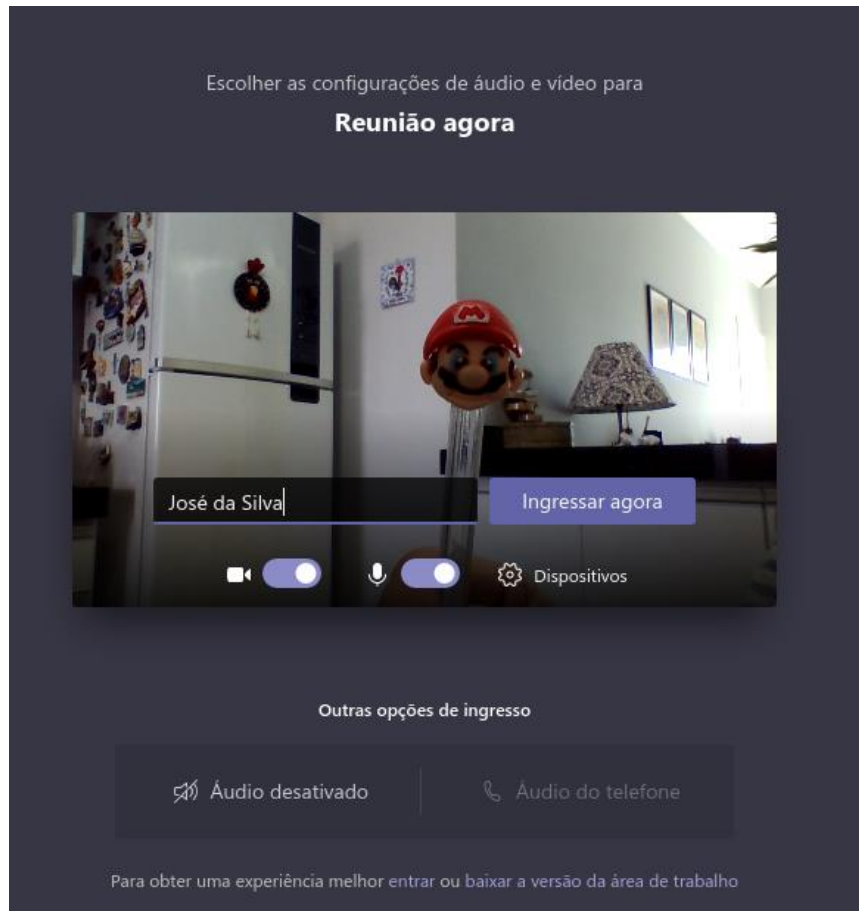 Escolher as configurações de áudio e vídeo para
Reunião agora
José da Silva
Ingressar agora
Dispositivos
Outras opções de ingresso
Áudio desativado
Áudio do telefone
Para obter uma experiência melhor entrar ou baixar a versão da área de trabalho